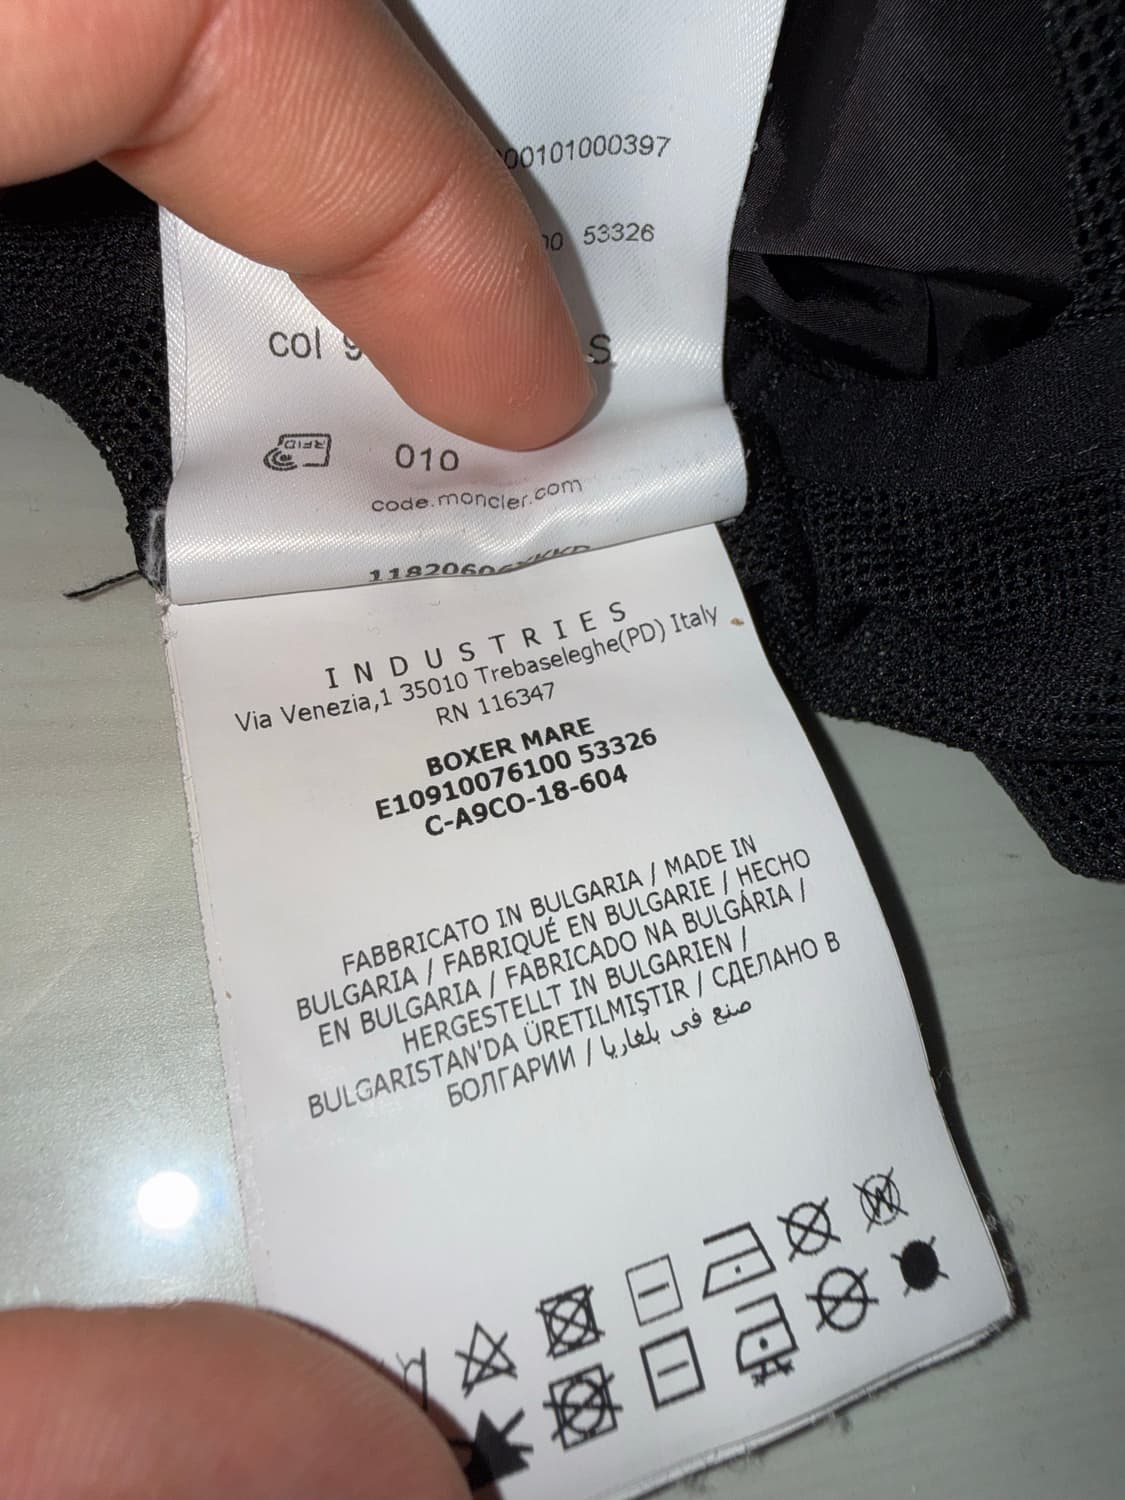 00101000397
53326
col
S
RFID
010
code.moncler.com
INDUSTRIES
Via Venezia,1 35010 Trebaseleghe(PD) Italy
RN 116347
BOXER MARE
E10910076100 53326
C-A9CO-18-604
FABBRICATO IN BULGARIA / MADE IN
BULGARIA / FABRIQUÉ EN BULGARIE / HECHO
EN BULGARIA / FABRICADO NA BULGÁRIA /
HERGESTELLT IN BULGARIEN /
BULGARISTAN'DA ÜRETILMIŞTIR / СДЕЛАНО В
БОЛГАРИИ / صنع في بلغاريا
W